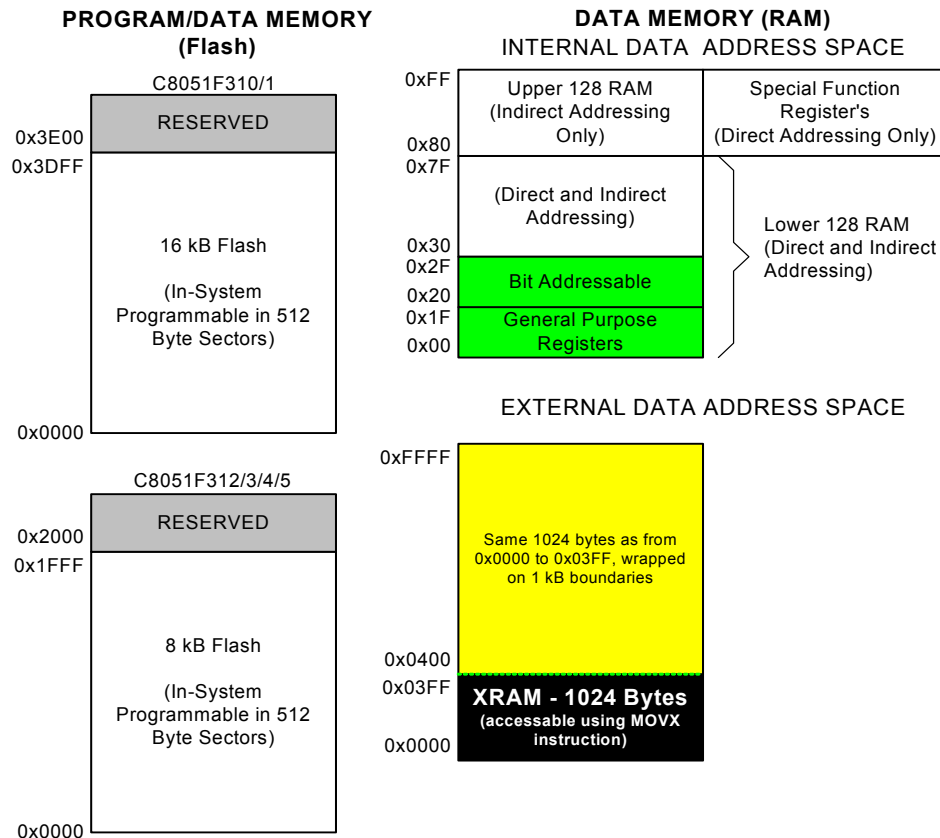 PROGRAM/DATA MEMORY
(Flash)
C8051F310/1
RESERVED
0x3E00
0x3DFF
16 kB Flash
(In-System
Programmable in 512
Byte Sectors)
0x0000
C8051F312/3/4/5
RESERVED
0x2000
0x1FFF
8 kB Flash
(In-System
Programmable in 512
Byte Sectors)
0x0000
DATA MEMORY (RAM)
INTERNAL DATA ADDRESS SPACE
0xFF
Upper 128 RAM
(Indirect Addressing
Only)
Special Function
Register's
(Direct Addressing Only)
0x80
0x7F
(Direct and Indirect
Addressing)
Lower 128 RAM
(Direct and Indirect
Addressing)
0x30
0x2F
Bit Addressable
0x20
0x1F
General Purpose
Registers
0x00
EXTERNAL DATA ADDRESS SPACE
0xFFFF
Same 1024 bytes as from
0x0000 to 0x03FF, wrapped
on 1 kB boundaries
0x0400
0x03FF
XRAM - 1024 Bytes
(accessable using MOVX
instruction)
0x0000